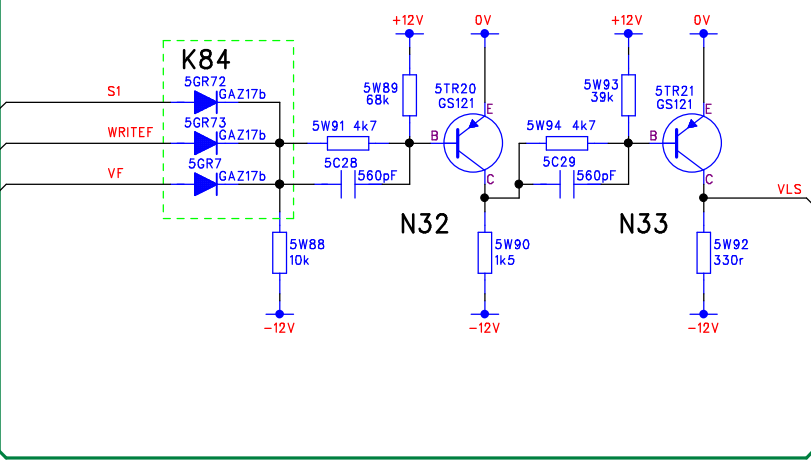 +12V
0V
+12V
0V
K84
5GR72
GAZ17b
S1
5W89
68k
5TR20
GS121
5W93
39k
5TR21
GS121
E
E
5GR73
GAZ17b
WRITEF
5W91 4k7
B
5W94 4k7
B
5GR7
GAZ17b
VF
5C28
560pF
C
5C29
560pF
C
VLS
N32
N33
5W88
10k
5W90
1k5
5W92
330r
-12V
-12V
-12V